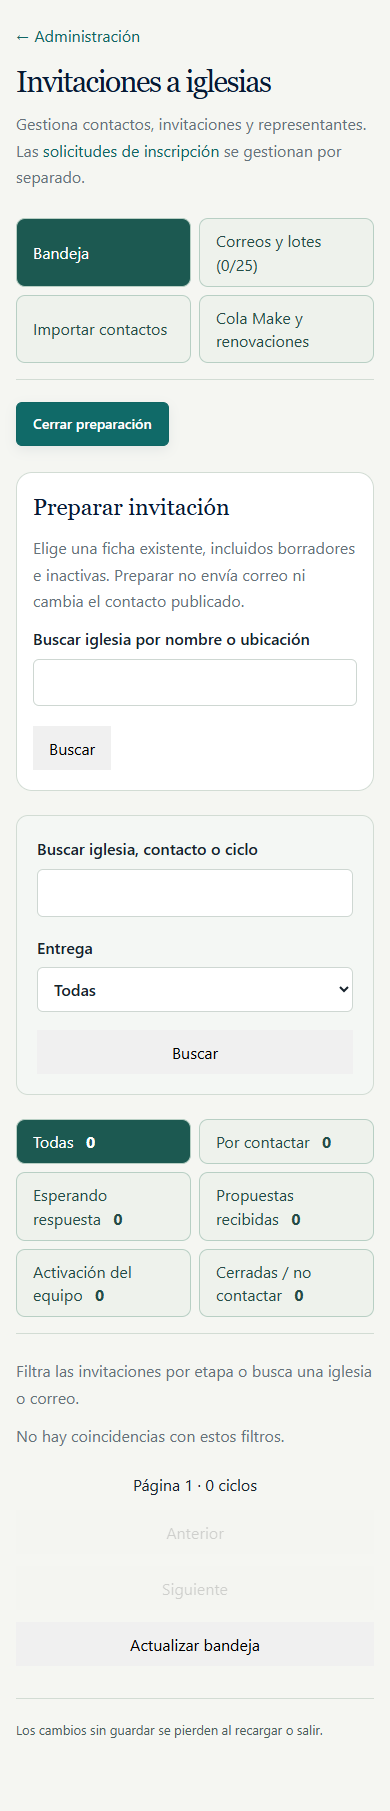 ← Administración
Invitaciones a iglesias
Gestiona contactos, invitaciones y representantes.
Las solicitudes de inscripción se gestionan por
separado.
Bandeja
Correos y lotes
(0/25)
Importar contactos
Cola Make y
renovaciones
Cerrar preparación
Preparar invitación
Elige una ficha existente, incluidos borradores
e inactivas. Preparar no envía correo ni
cambia el contacto publicado.
Buscar iglesia por nombre o ubicación
Buscar
Buscar iglesia, contacto o ciclo
Entrega
Todas
Buscar
Todas 0
Por contactar 0
Esperando
respuesta 0
Propuestas
recibidas 0
Activación del
equipo 0
Cerradas / no
contactar 0
Filtra las invitaciones por etapa o busca una iglesia
o correo.
No hay coincidencias con estos filtros.
Página 1 · 0 ciclos
Anterior
Siguiente
Actualizar bandeja
Los cambios sin guardar se pierden al recargar o salir.